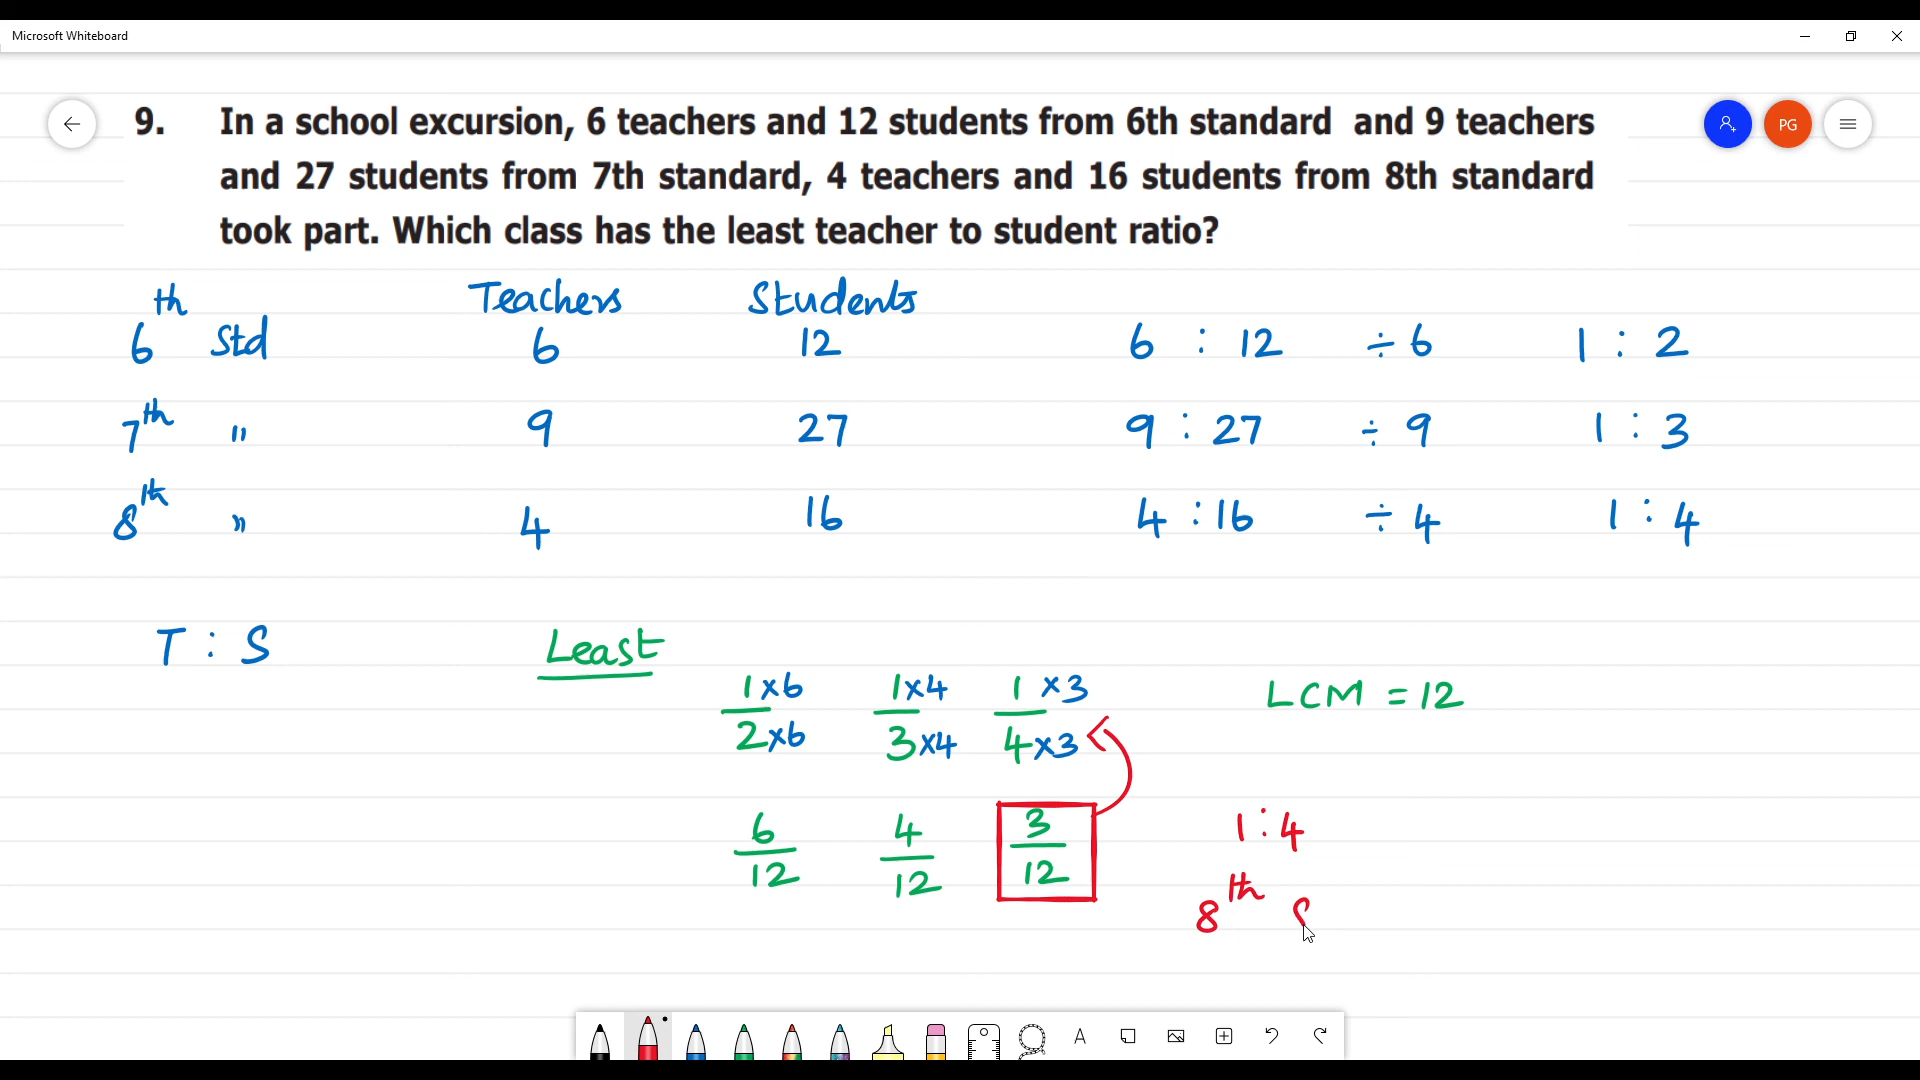 Microsoft Whiteboard
9. In a school excursion, 6 teachers and 12 students from 6th standard and 9 teachers
and 27 students from 7th standard, 4 teachers and 16 students from 8th standard
took part. Which class has the least teacher to student ratio?
PG
Teachers Students
6th Std 6 12 6 : 12 ÷ 6 1 : 2
7th " 9 27 9 : 27 ÷ 9 1 : 3
8th " 4 16 4 : 16 ÷ 4 1 : 4
T : S Least
1×6 1×4 1×3 LCM = 12
2×6 3×4 4×3
6 4 3 1:4
12 12 12
8th
A